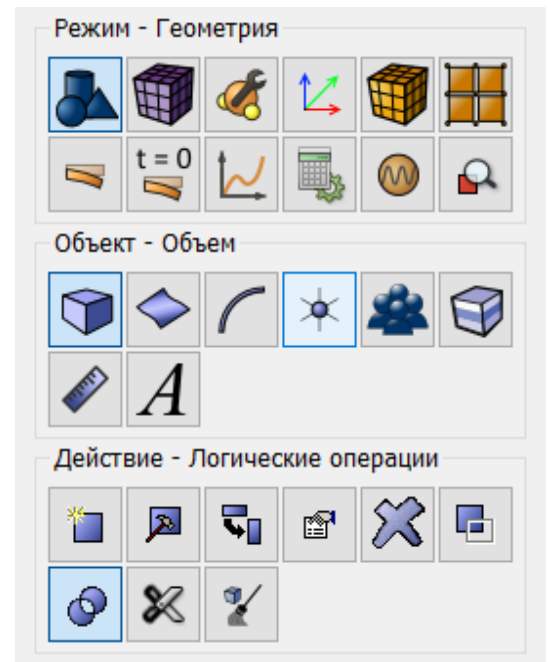 Режим - Геометрия
t = 0
Объект - Объем
A
Действие - Логические операции